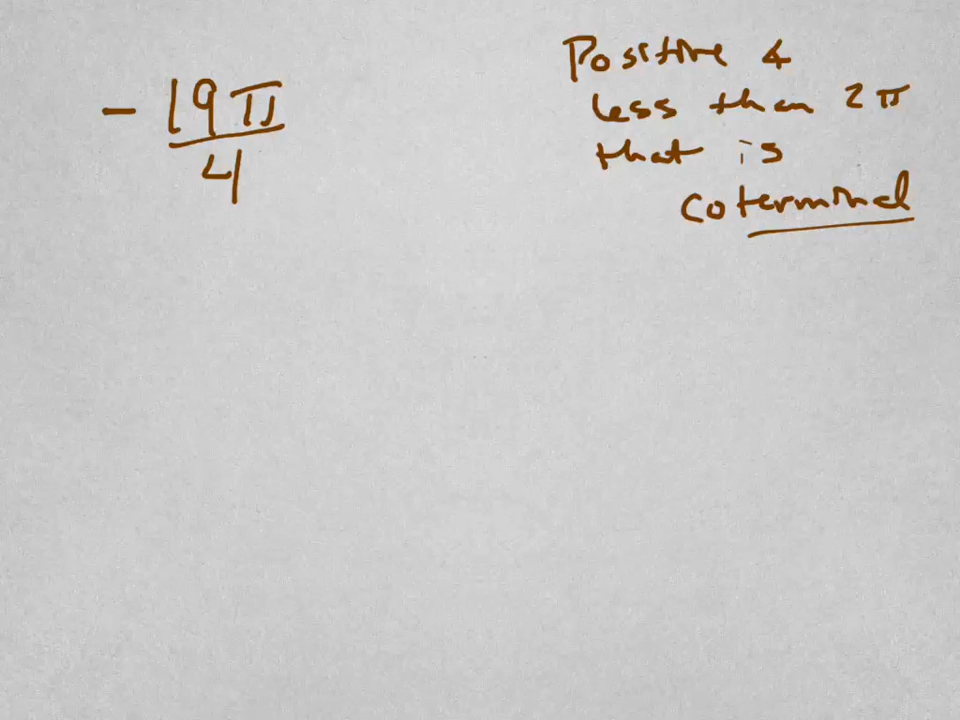 - 19π/4
Positive &
less than 2π
that is
coterminal